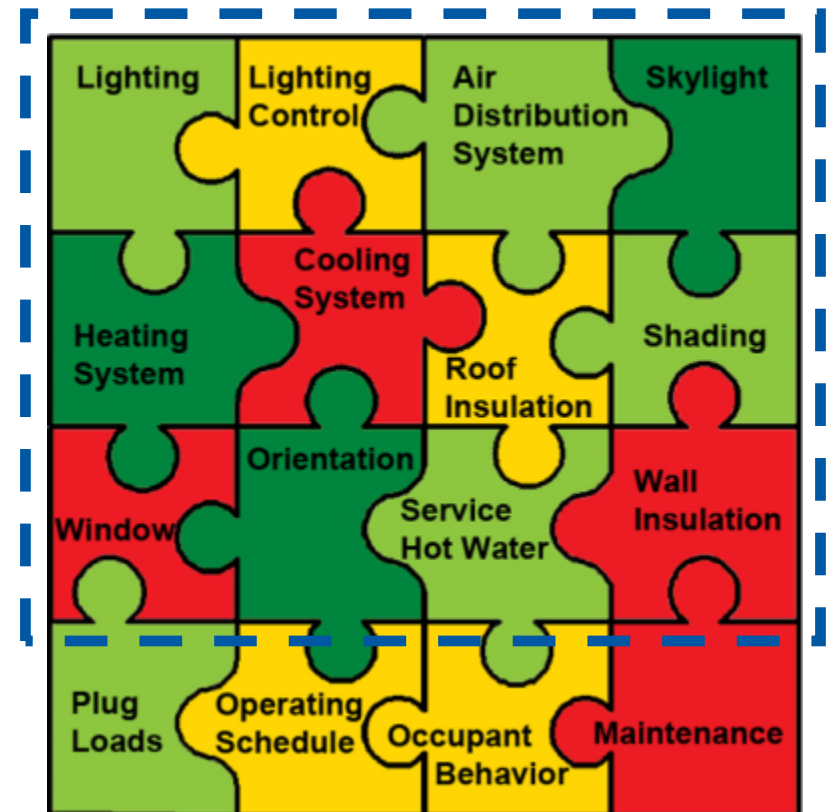 Lighting
Lighting
Control
Air
Distribution
System
Skylight
Heating
System
Cooling
System
Roof
Insulation
Shading
Window
Orientation
Service
Hot Water
Wall
Insulation
Plug
Loads
Operating
Schedule
Occupant
Behavior
Maintenance